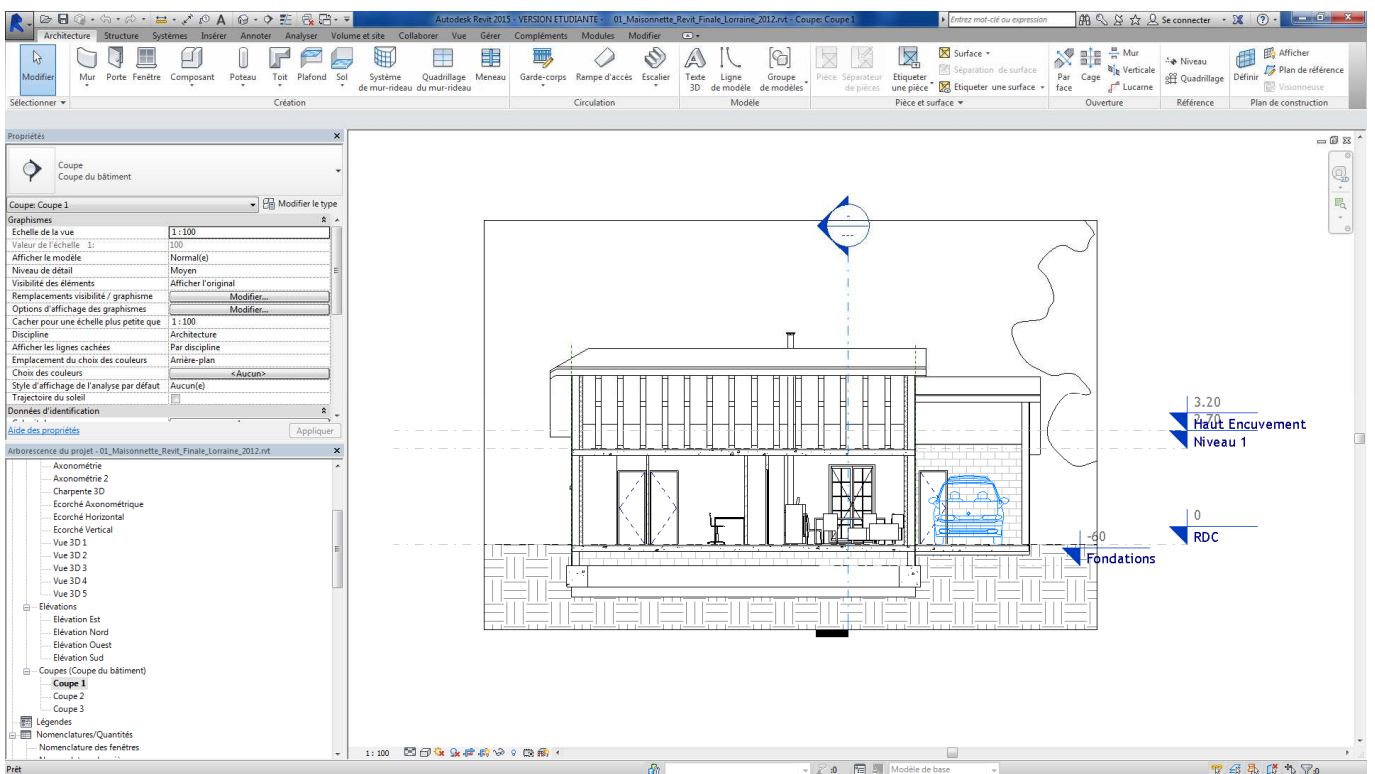 Autodesk Revit 2015 - VERSION ETUDIANTE - 01_Maisonnette_Revit_Finale_Lorraine_2012.rvt - Coupe: Coupe 1
Entrez mot-clé ou expression
Se connecter
Architecture Structure Systèmes Insérer Annoter Analyser Volume et site Collaborer Vue Gérer Compléments Modules Modifier
Modifier Mur Porte Fenêtre Composant Poteau Toit Plafond Sol Système de mur-rideau Quadrillage du mur-rideau Meneau Garde-corps Rampe d'accès Escalier Texte 3D Ligne de modèle Groupe de modèles Pièce Séparateur de pièces Etiqueter une pièce
Surface
Séparation de surface
Etiqueter une surface
Par face Cage
Mur
Verticale
Lucarne
Niveau
Quadrillage
Définir
Afficher
Plan de référence
Visionneuse
Sélectionner Création Circulation Modèle Pièce et surface Ouverture Référence Plan de construction
Propriétés
Coupe
Coupe du bâtiment
Coupe: Coupe 1 Modifier le type
Graphismes
Echelle de la vue 1 : 100
Valeur de l'échelle 1: 100
Afficher le modèle Normal(e)
Niveau de détail Moyen
Visibilité des éléments Afficher l'original
Remplacements visibilité / graphisme Modifier...
Options d'affichage des graphismes Modifier...
Cacher pour une échelle plus petite que 1 : 100
Discipline Architecture
Afficher les lignes cachées Par discipline
Emplacement du choix des couleurs Arrière-plan
Choix des couleurs <Aucun>
Style d'affichage de l'analyse par défaut Aucun(e)
Trajectoire du soleil
Données d'identification
Aide des propriétés Appliquer
Arborescence du projet - 01_Maisonnette_Revit_Finale_Lorraine_2012.rvt
Axonométrie
Axonométrie 2
Charpente 3D
Ecorché Axonométrique
Ecorché Horizontal
Ecorché Vertical
Vue 3D 1
Vue 3D 2
Vue 3D 3
Vue 3D 4
Vue 3D 5
Elévations
Elévation Est
Elévation Nord
Elévation Ouest
Elévation Sud
Coupes (Coupe du bâtiment)
Coupe 1
Coupe 2
Coupe 3
Légendes
Nomenclatures/Quantités
Nomenclature des fenêtres
3.20
Haut Encuvement
2.70
Niveau 1
0
RDC
-60
Fondations
1 : 100
Prêt
:0
Modèle de base
:0